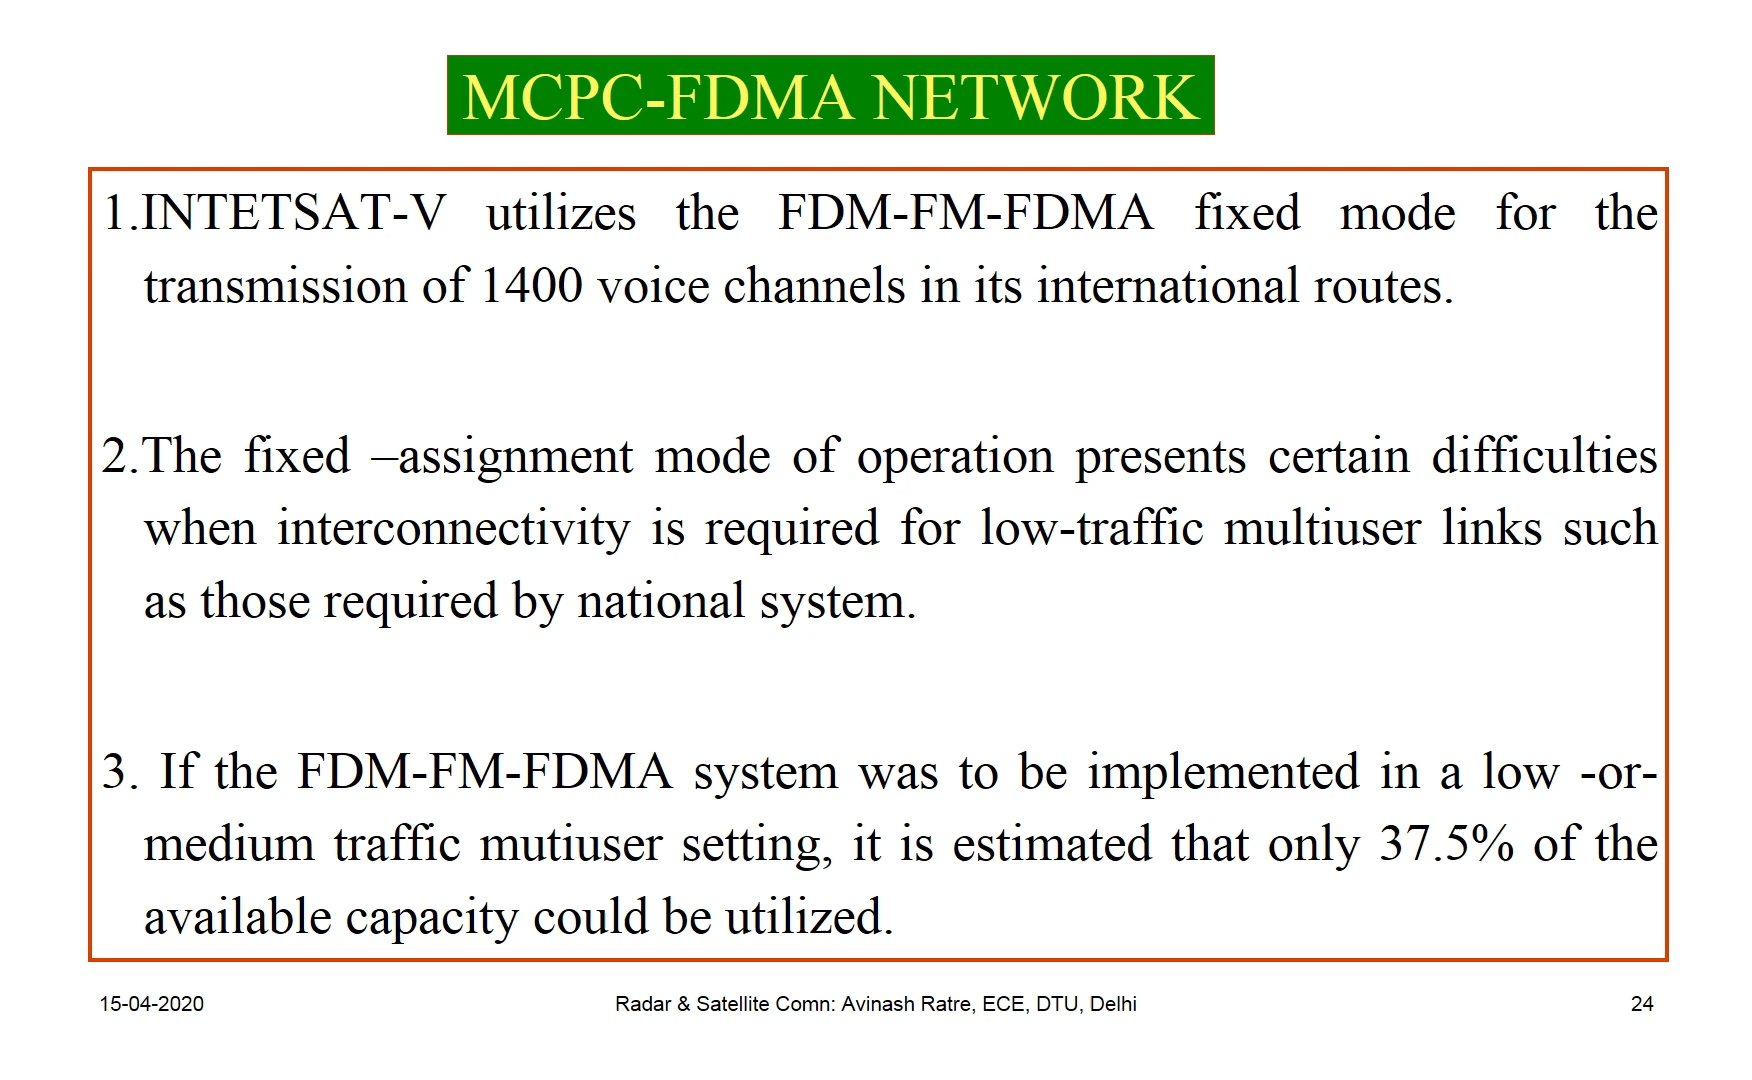 MCPC-FDMA NETWORK
1.INTETSAT-V utilizes the FDM-FM-FDMA fixed mode for the
transmission of 1400 voice channels in its international routes.
2.The fixed –assignment mode of operation presents certain difficulties
when interconnectivity is required for low-traffic multiuser links such
as those required by national system.
3. If the FDM-FM-FDMA system was to be implemented in a low -or-
medium traffic mutiuser setting, it is estimated that only 37.5% of the
available capacity could be utilized.
15-04-2020 Radar & Satellite Comn: Avinash Ratre, ECE, DTU, Delhi 24